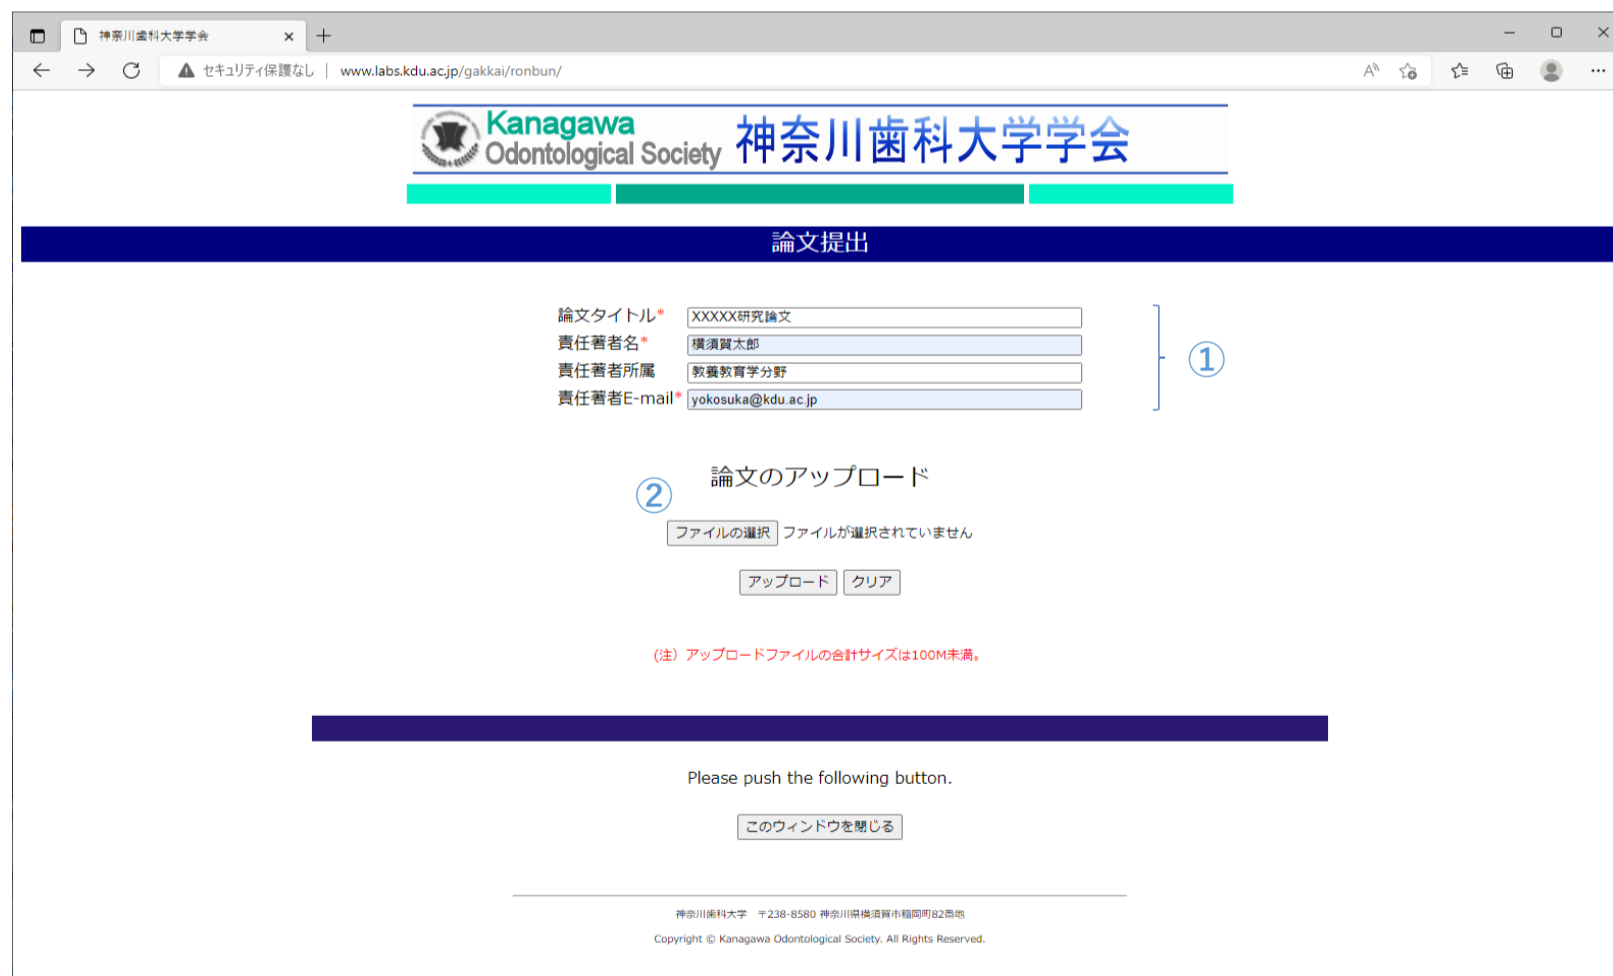 神奈川歯科大学学会
セキュリティ保護なし | www.labs.kdu.ac.jp/gakkai/ronbun/
Kanagawa
Odontological Society 神奈川歯科大学学会
論文提出
論文タイトル* XXXXX研究論文
責任著者名* 横須賀太郎
責任著者所属 教養教育学分野
責任著者E-mail* yokosuka@kdu.ac.jp
①
論文のアップロード
②
ファイルの選択 ファイルが選択されていません
アップロード クリア
(注）アップロードファイルの合計サイズは100M未満。
Please push the following button.
このウィンドウを閉じる
神奈川歯科大学 〒238-8580 神奈川県横須賀市稲岡町82番地
Copyright © Kanagawa Odontological Society. All Rights Reserved.